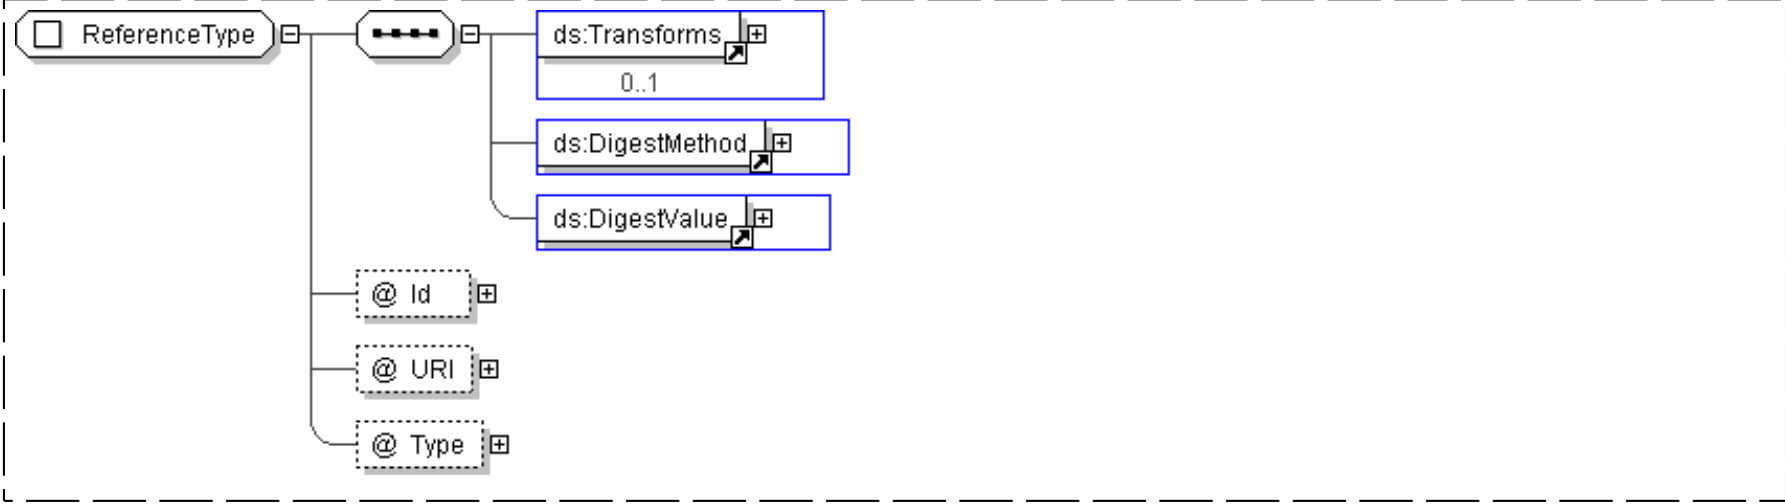 ReferenceType
ds:Transforms
0..1
ds:DigestMethod
ds:DigestValue
@ Id
@ URI
@ Type